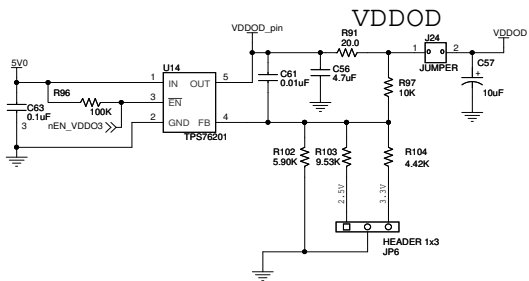 VDDOD
VDDOD_pin
R91
20.0
J24
1
2
JUMPER
VDDOD
5V0
U14
R96
100K
C63
0.1uF
3
nEN_VDDO3
1
IN
OUT
5
3
EN
2
GND
FB
4
TPS76201
C61
0.01uF
C56
4.7uF
R97
10K
C57
+
10uF
R102
5.90K
R103
9.53K
R104
4.42K
2.5V
3.3V
HEADER 1x3
JP6